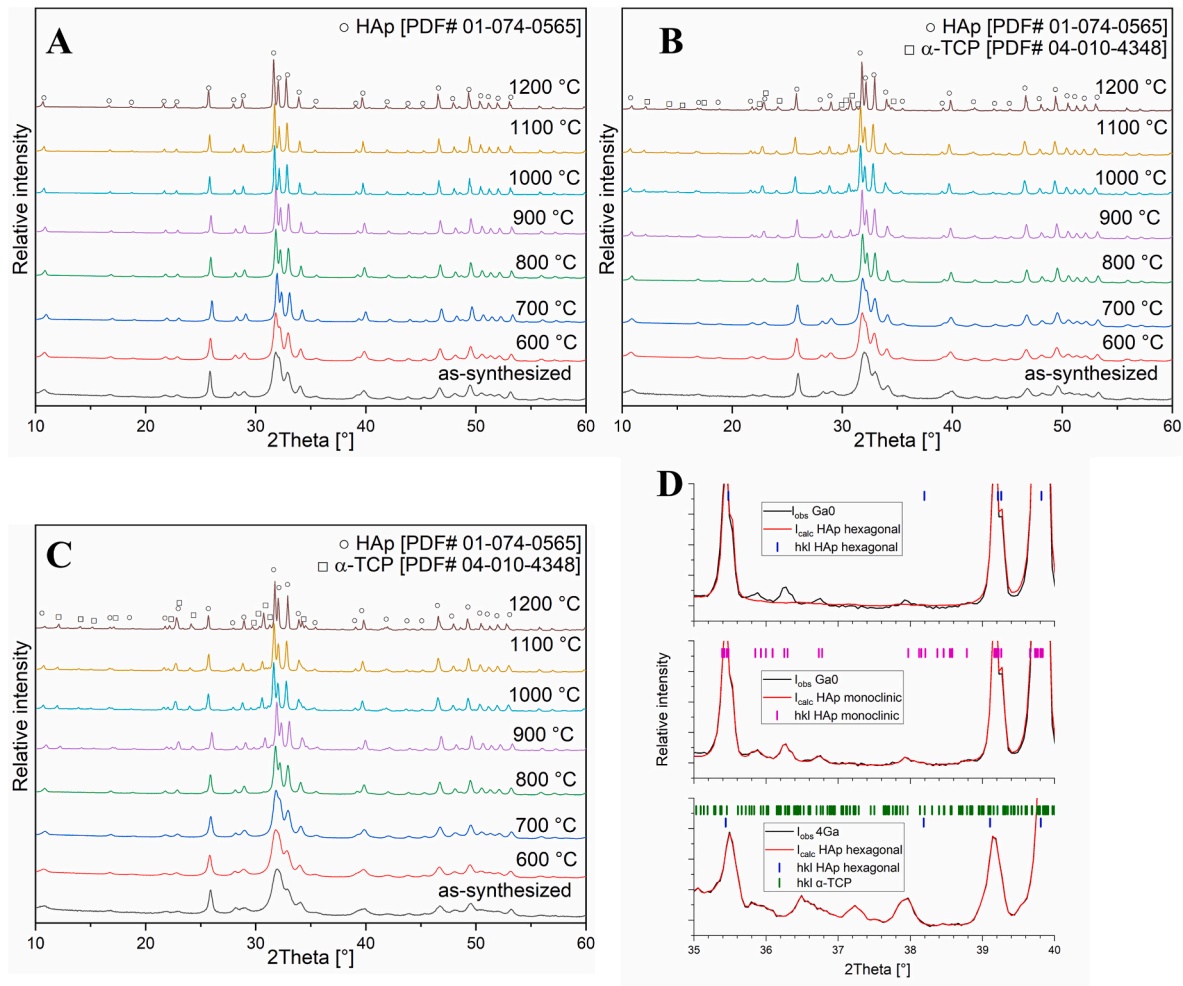 A
○ HAp [PDF# 01-074-0565]
1200 °C
1100 °C
1000 °C
900 °C
800 °C
700 °C
600 °C
as-synthesized
Relative intensity
10 20 30 40 50 60
2Theta [°]
B
○ HAp [PDF# 01-074-0565]
□ α-TCP [PDF# 04-010-4348]
1200 °C
1100 °C
1000 °C
900 °C
800 °C
700 °C
600 °C
as-synthesized
Relative intensity
10 20 30 40 50 60
2Theta [°]
C
○ HAp [PDF# 01-074-0565]
□ α-TCP [PDF# 04-010-4348]
1200 °C
1100 °C
1000 °C
900 °C
800 °C
700 °C
600 °C
as-synthesized
Relative intensity
10 20 30 40 50 60
2Theta [°]
D
Iobs Ga0
Icalc HAp hexagonal
hkl HAp hexagonal
Iobs Ga0
Icalc HAp monoclinic
hkl HAp monoclinic
Iobs 4Ga
Icalc HAp hexagonal
hkl HAp hexagonal
hkl α-TCP
Relative intensity
35 36 37 38 39 40
2Theta [°]